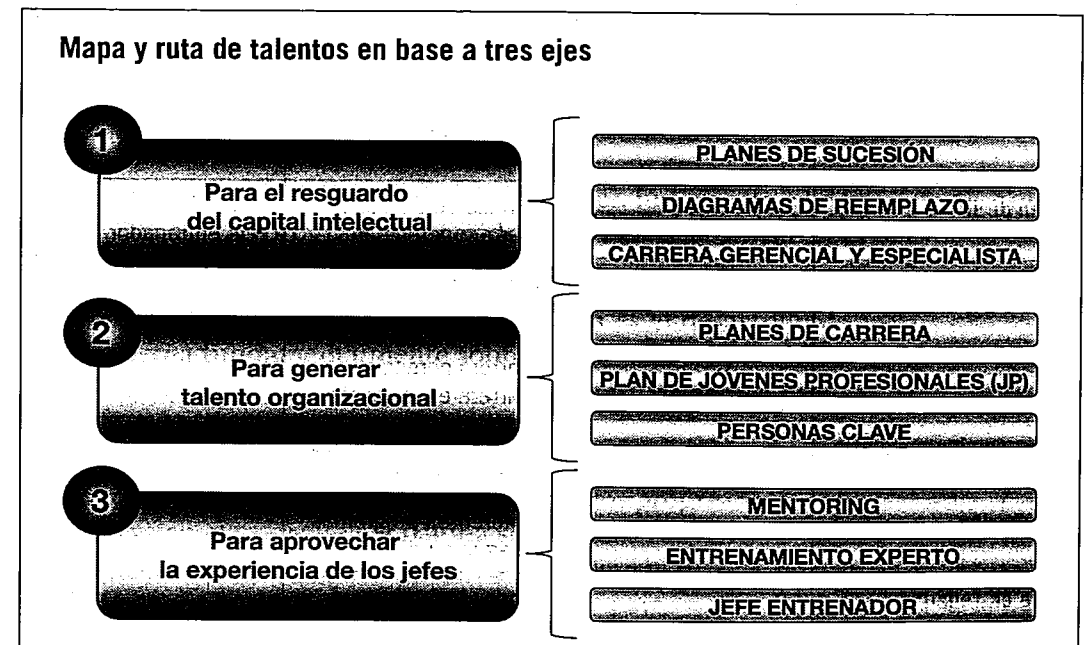 Mapa y ruta de talentos en base a tres ejes
1
Para el resguardo
del capital intelectual
PLANES DE SUCESIÓN
DIAGRAMAS DE REEMPLAZO
CARRERA GERENCIAL Y ESPECIALISTA
2
Para generar
talento organizacional
PLANES DE CARRERA
PLAN DE JÓVENES PROFESIONALES (JP)
PERSONAS CLAVE
3
Para aprovechar
la experiencia de los jefes
MENTORING
ENTRENAMIENTO EXPERTO
JEFE ENTRENADOR